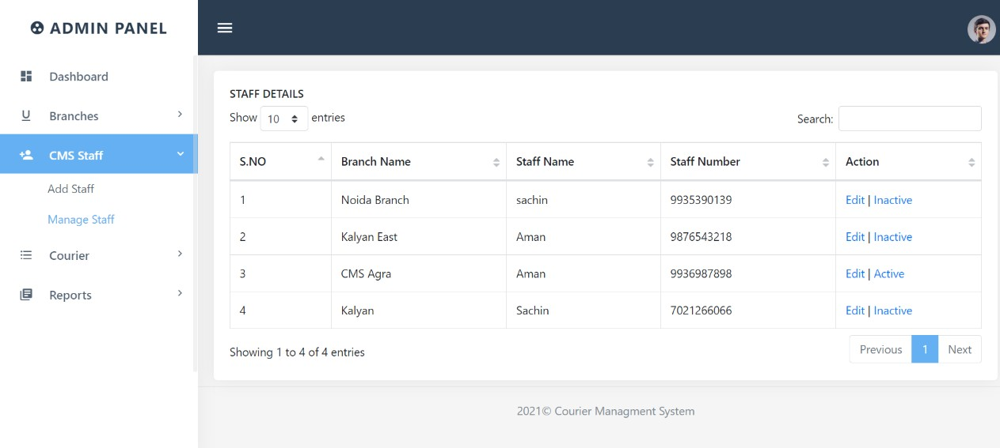 ADMIN PANEL
Dashboard
Branches
CMS Staff
Add Staff
Manage Staff
Courier
Reports
STAFF DETAILS
Show 10 entries
Search:
S.NO Branch Name Staff Name Staff Number Action
1 Noida Branch sachin 9935390139 Edit | Inactive
2 Kalyan East Aman 9876543218 Edit | Inactive
3 CMS Agra Aman 9936987898 Edit | Active
4 Kalyan Sachin 7021266066 Edit | Inactive
Showing 1 to 4 of 4 entries
Previous 1 Next
2021© Courier Managment System